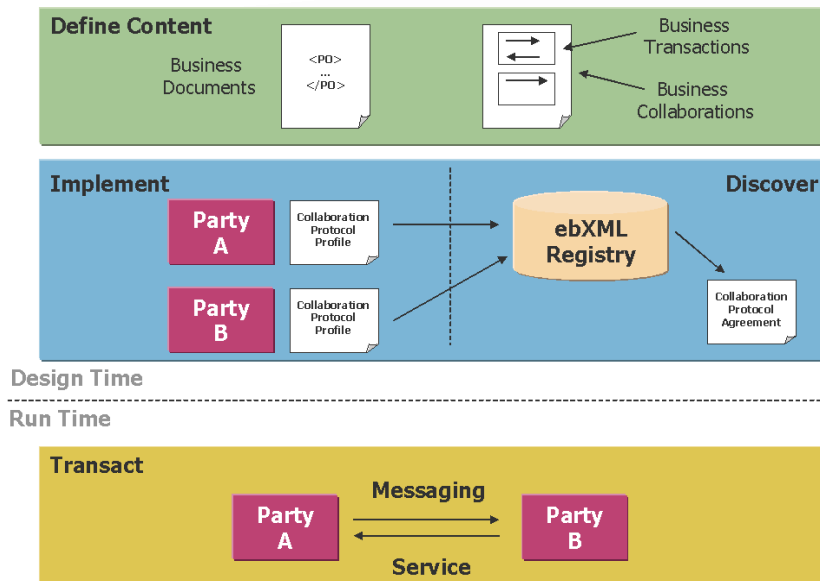 Define Content
Business
Documents
<PO>
...
</PO>
Business
Transactions
Business
Collaborations
Implement
Discover
Party
A
Collaboration
Protocol
Profile
ebXML
Registry
Party
B
Collaboration
Protocol
Profile
Collaboration
Protocol
Agreement
Design Time
Run Time
Transact
Messaging
Party
A
Party
B
Service